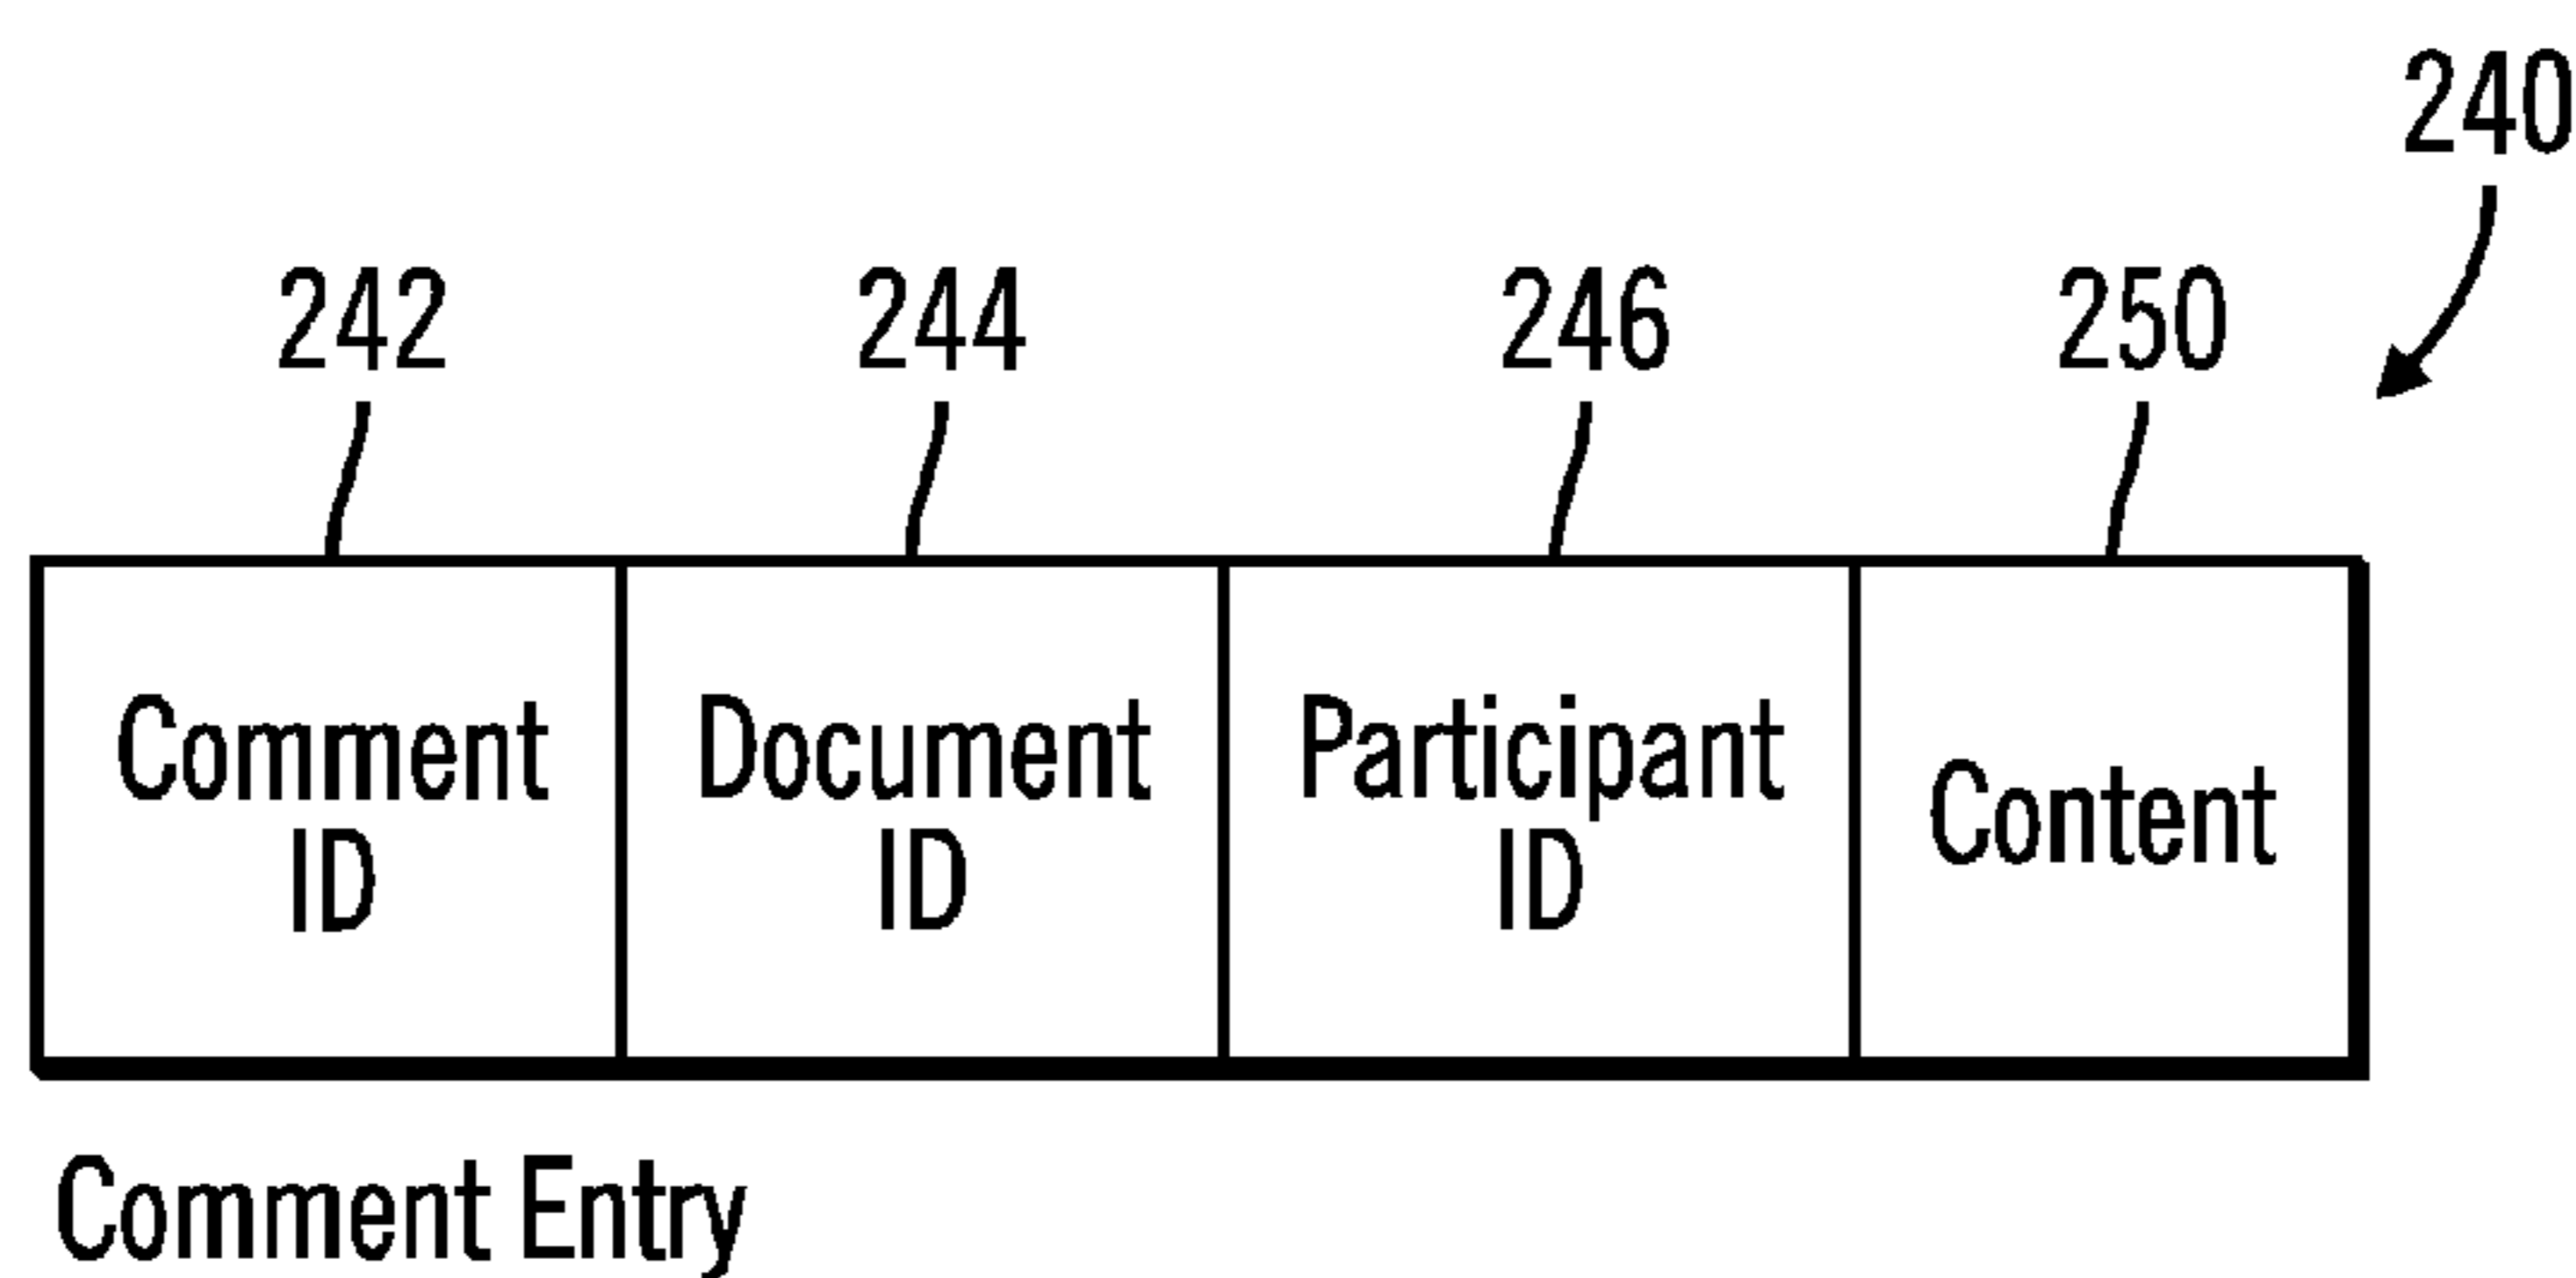 240
242 244 246 250
Comment Document Participant Content
ID ID ID
Comment Entry